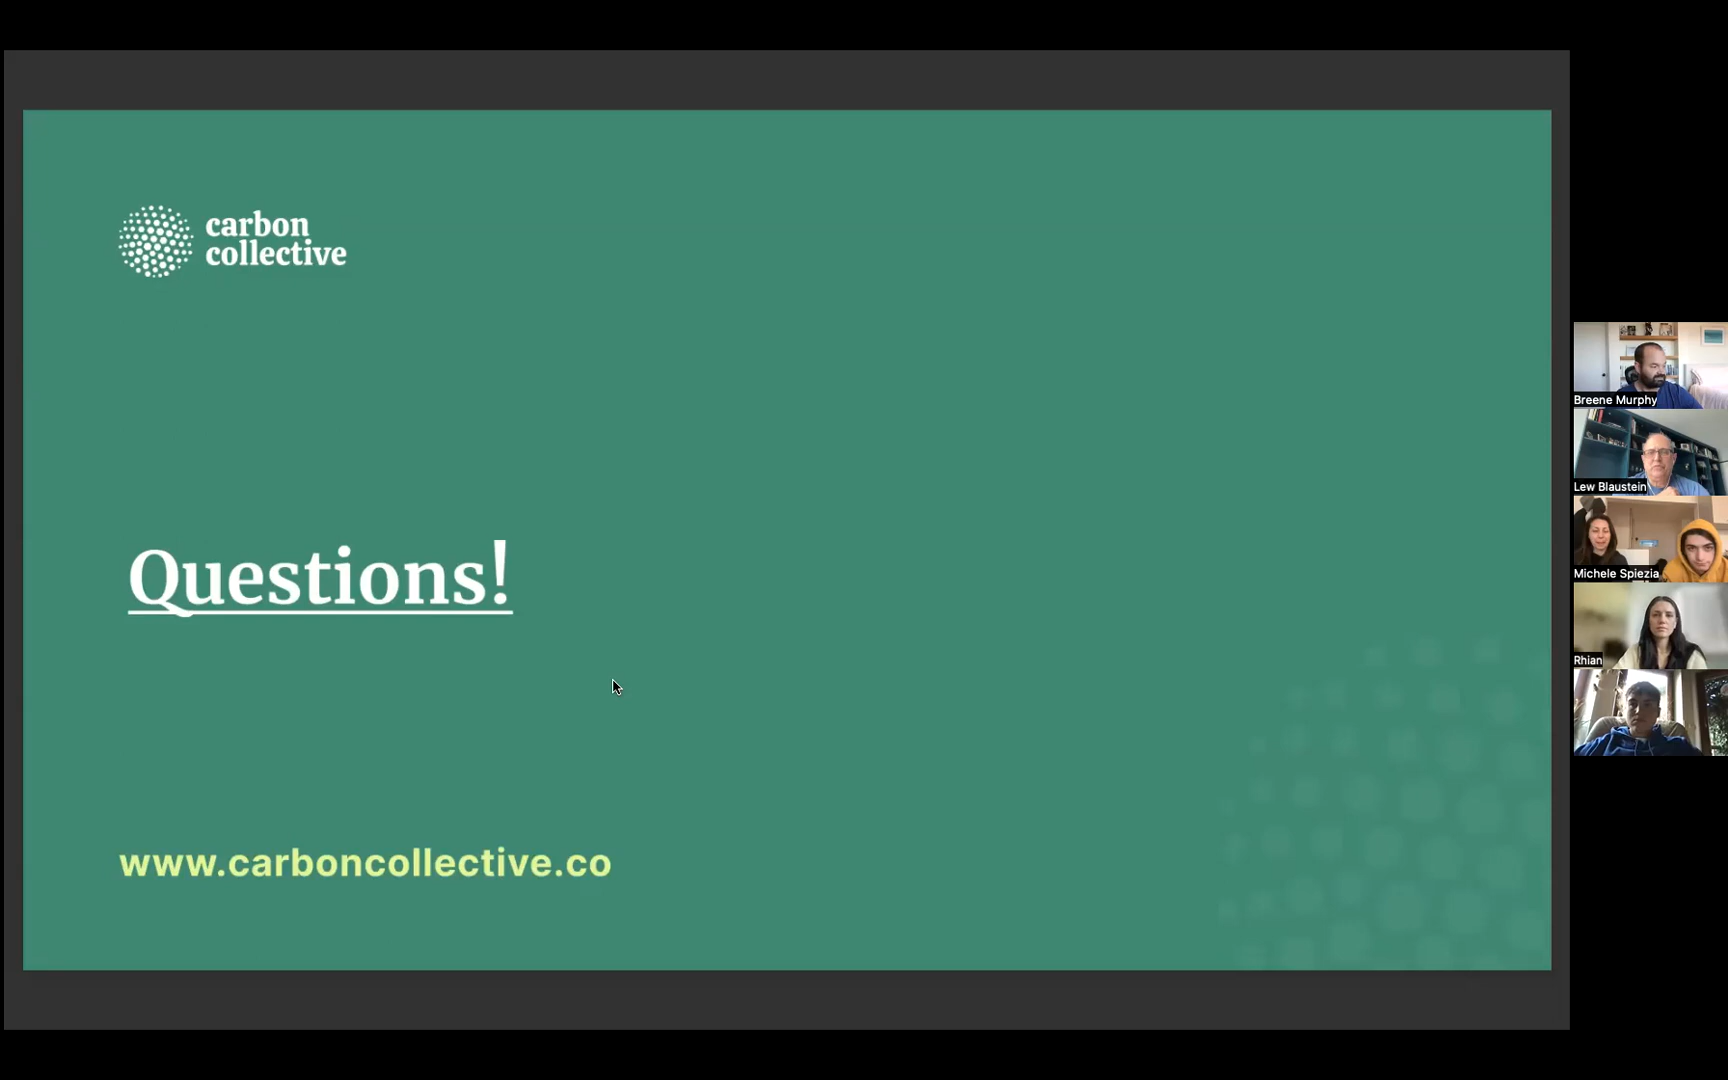 carbon
collective
Questions!
www.carboncollective.co
Breene Murphy
Lew Blaustein
Michele Spiezia
Rhian